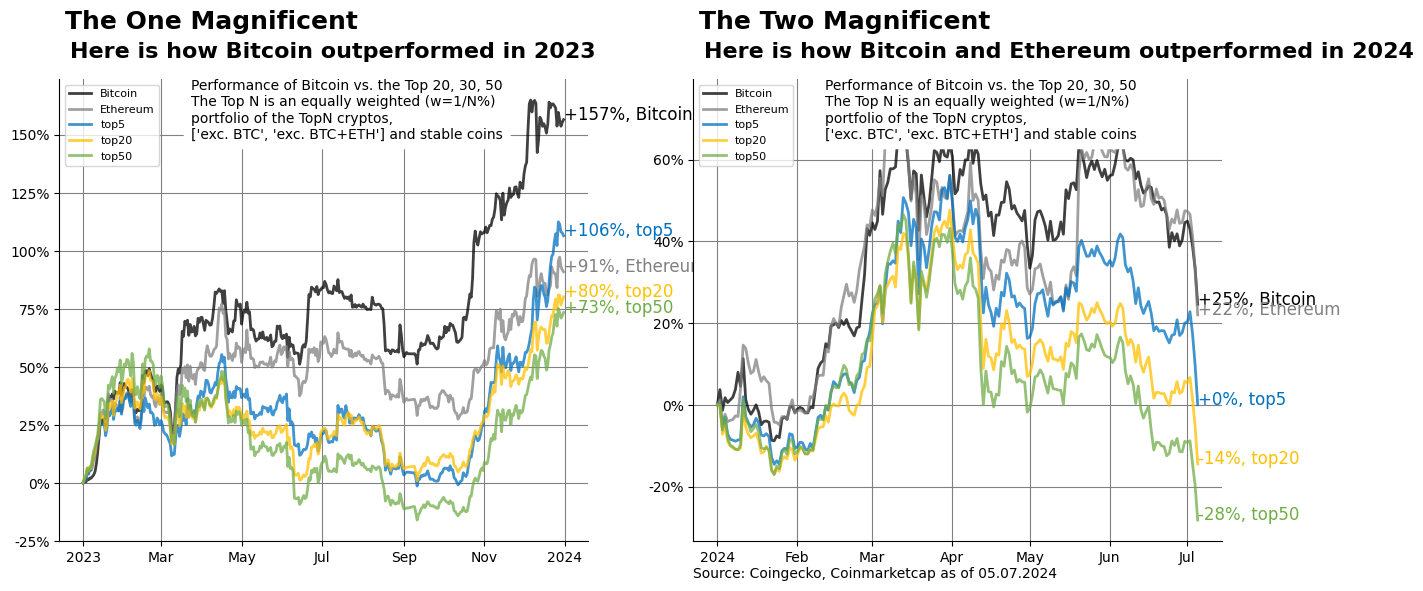 The One Magnificent
Here is how Bitcoin outperformed in 2023
Performance of Bitcoin vs. the Top 20, 30, 50
The Top N is an equally weighted (w=1/N%)
portfolio of the TopN cryptos,
['exc. BTC', 'exc. BTC+ETH'] and stable coins
Bitcoin
Ethereum
top5
top20
top50
150%
125%
100%
75%
50%
25%
0%
-25%
+157%, Bitcoin
+106%, top5
+91%, Ethereu
+80%, top20
+73%, top50
2023
Mar
May
Jul
Sep
Nov
2024
The Two Magnificent
Here is how Bitcoin and Ethereum outperformed in 2024
Performance of Bitcoin vs. the Top 20, 30, 50
The Top N is an equally weighted (w=1/N%)
portfolio of the TopN cryptos,
['exc. BTC', 'exc. BTC+ETH'] and stable coins
Bitcoin
Ethereum
top5
top20
top50
60%
40%
20%
0%
-20%
+25%, Bitcoin
+22%, Ethereum
+0%, top5
-14%, top20
-28%, top50
2024
Feb
Mar
Apr
May
Jun
Jul
Source: Coingecko, Coinmarketcap as of 05.07.2024